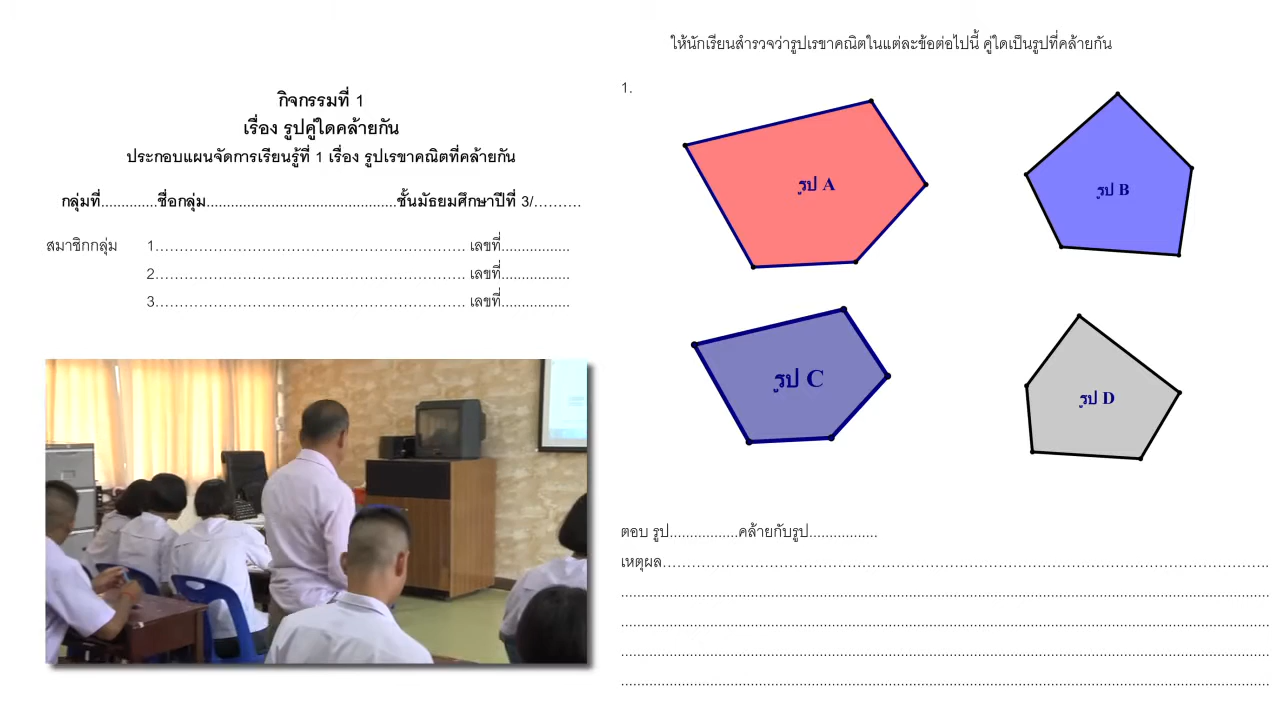 กิจกรรมที่ 1
เรื่อง รูปคู่ใดคล้ายกัน
ประกอบแผนจัดการเรียนรู้ที่ 1 เรื่อง รูปเรขาคณิตที่คล้ายกัน
กลุ่มที่..............ชื่อกลุ่ม...............................................ชั้นมัธยมศึกษาปีที่ 3/..........
สมาชิกกลุ่ม 1................................................................ เลขที่.................
2................................................................ เลขที่.................
3................................................................ เลขที่.................
ให้นักเรียนสำรวจว่ารูปเรขาคณิตในแต่ละข้อต่อไปนี้ คู่ใดเป็นรูปที่คล้ายกัน
1.
รูป A
รูป B
รูป C
รูป D
ตอบ รูป.................คล้ายกับรูป.................
เหตุผล................................................................................................................................